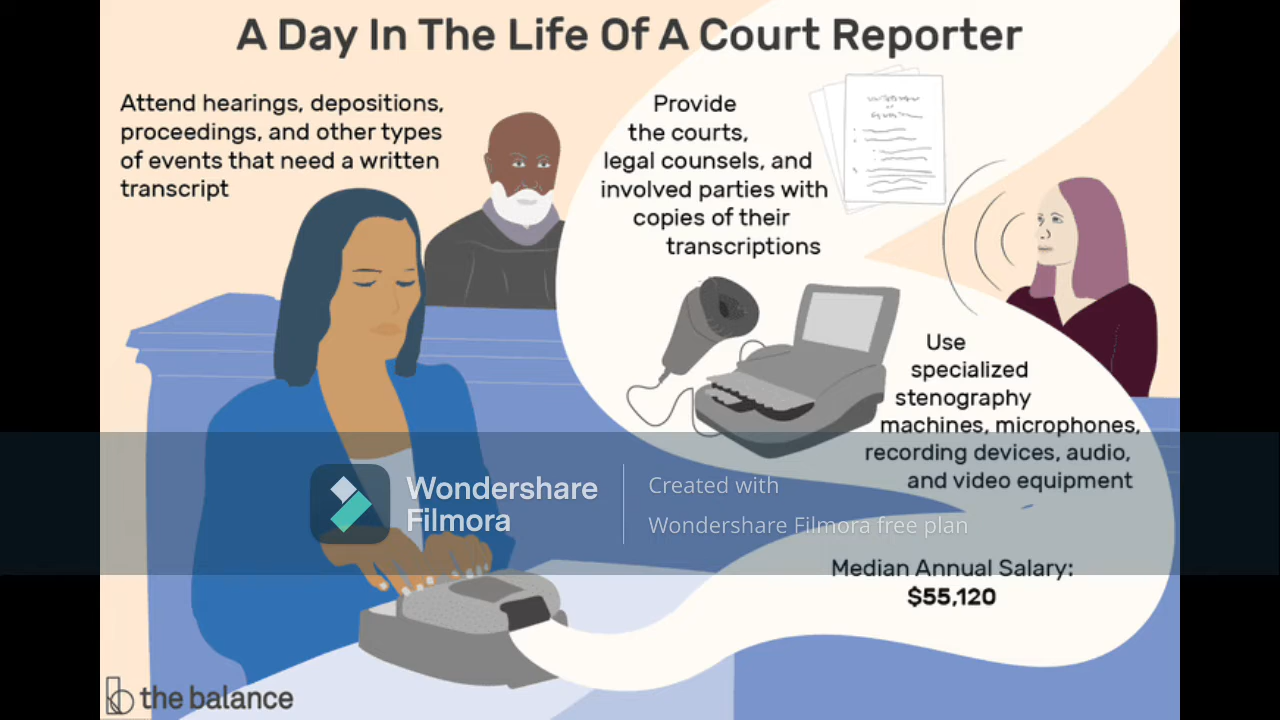 A Day In The Life Of A Court Reporter
Attend hearings, depositions,
proceedings, and other types
of events that need a written
transcript
Provide
the courts,
legal counsels, and
involved parties with
copies of their
transcriptions
Use
specialized
stenography
machines, microphones,
recording devices, audio,
and video equipment
Wondershare
Filmora
Created with
Wondershare Filmora free plan
Median Annual Salary:
$55,120
the balance